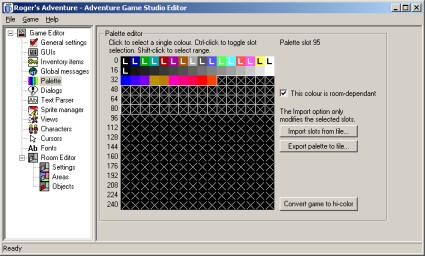 Roger's Adventure - Adventure Game Studio Editor
File Game Help
Game Editor
General settings
GUIs
Inventory items
Global messages
Palette
Dialogs
Text Parser
Sprite manager
Views
Characters
Cursors
Ab Fonts
Room Editor
Settings
Areas
Objects
Palette editor
Click to select a single colour. Ctrl-click to toggle slot
selection. Shift-click to select range.
Palette slot 95
0 L L L L L L L L L L L L L L L L
16 L
32
48
64
80
96
112
128
144
160
176
192
208
224
240
This colour is room-dependant
The Import option only
modifies the selected slots.
Import slots from file...
Export palette to file...
Convert game to hi-color
Ready